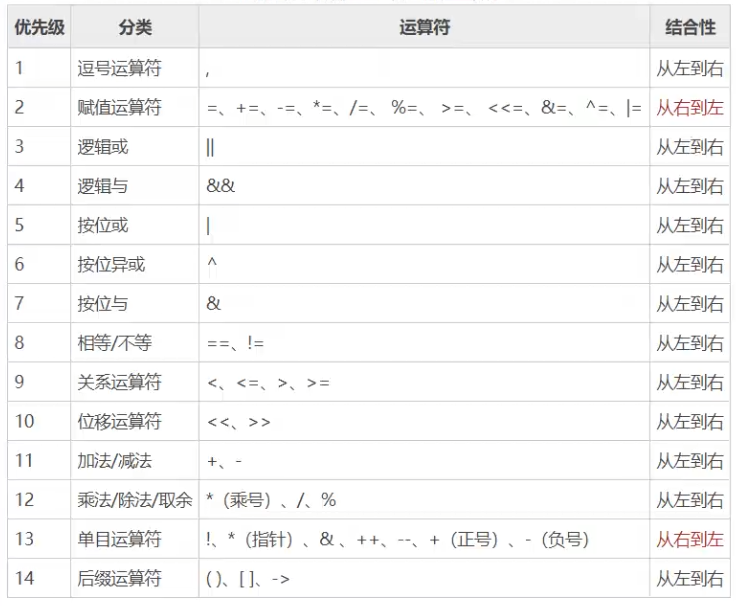 优先级 分类 运算符 结合性
1 逗号运算符 , 从左到右
2 赋值运算符 =、+=、-=、*=、/=、 %=、 >=、 <<=、&=、^=、|= 从右到左
3 逻辑或 || 从左到右
4 逻辑与 && 从左到右
5 按位或 | 从左到右
6 按位异或 ^ 从左到右
7 按位与 & 从左到右
8 相等/不等 ==、!= 从左到右
9 关系运算符 <、<=、>、>= 从左到右
10 位移运算符 <<、>> 从左到右
11 加法/减法 +、- 从左到右
12 乘法/除法/取余 *（乘号）、/、% 从左到右
13 单目运算符 !、*（指针）、& 、++、--、+（正号）、-（负号） 从右到左
14 后缀运算符 ( )、[ ]、-> 从左到右